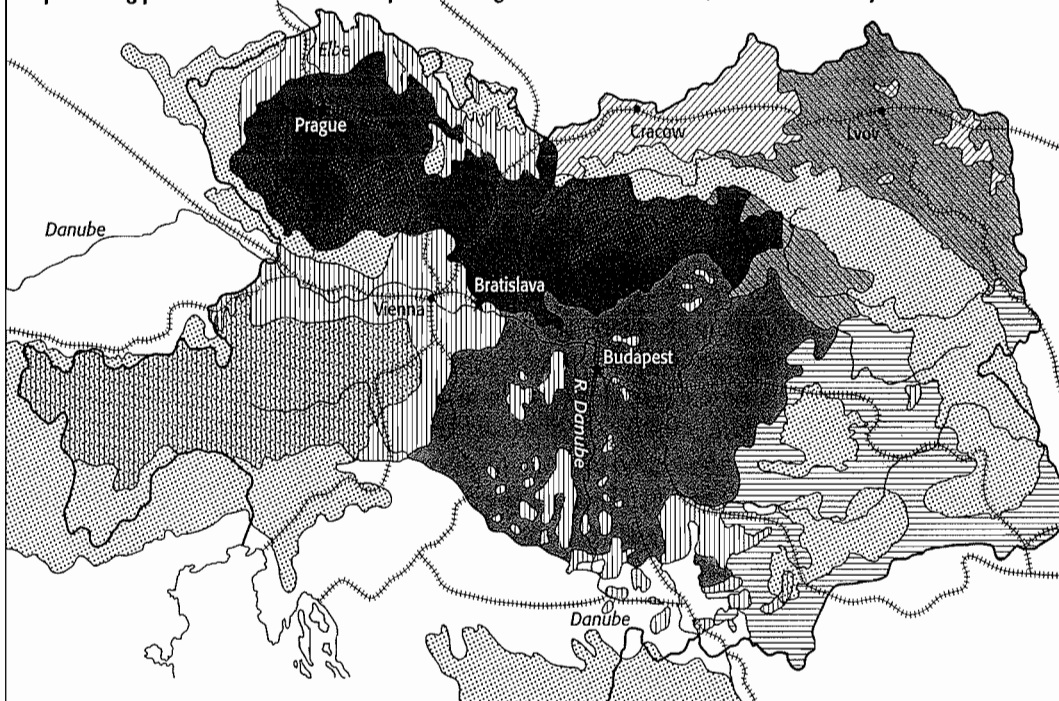 Elbe
Prague
Cracow
Lvov
Danube
Bratislava
Vienna
Budapest
R. Danube
Danube